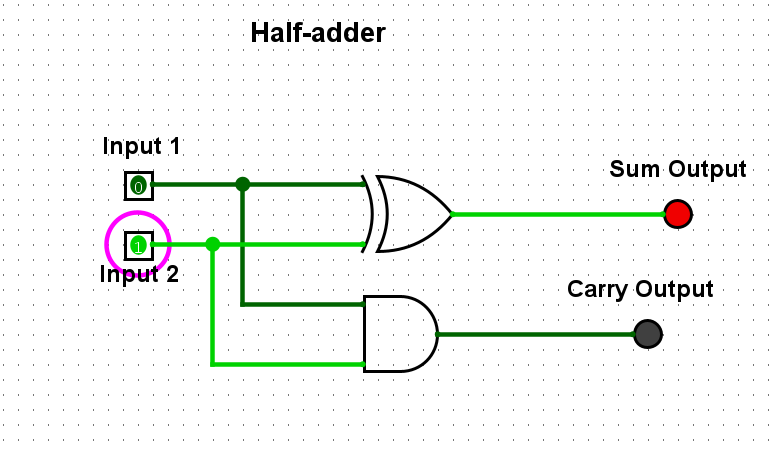 Half-adder
Input 1
0
Sum Output
1
Input 2
Carry Output